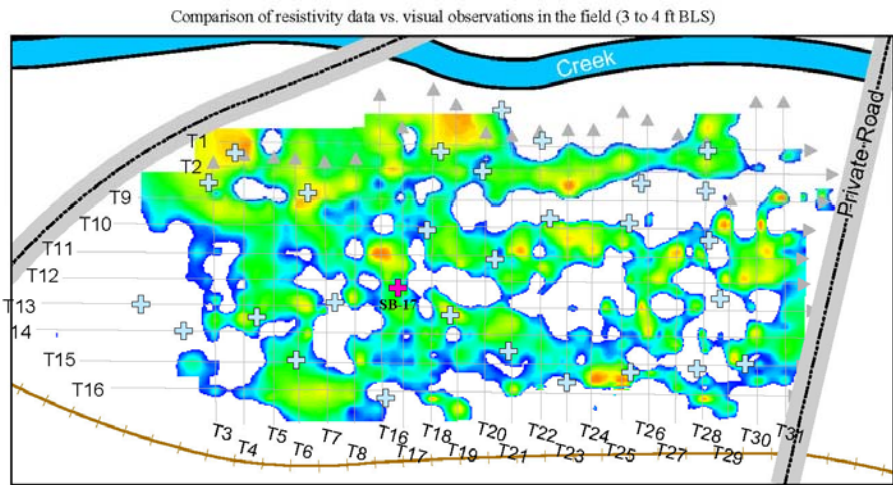 Comparison of resistivity data vs. visual observations in the field (3 to 4 ft BLS)
Creek
Private Road
T1
T2
T9
T10
T11
T12
T13
14
T15
T16
SB-17
T3
T4
T5
T6
T7
T8
T16
T17
T18
T19
T20
T21
T22
T23
T24
T25
T26
T27
T28
T29
T30
T31